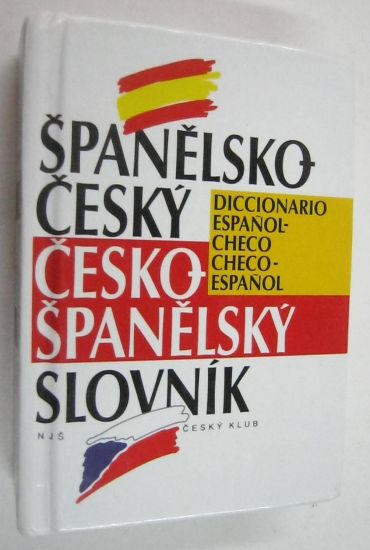 ŠPANĚLSKO-
ČESKÝ
DICCIONARIO
ESPAÑOL-
CHECO
CHECO-
ESPAÑOL
ČESKO-
ŠPANĚLSKÝ
SLOVNÍK
NJŠ ČESKÝ KLUB